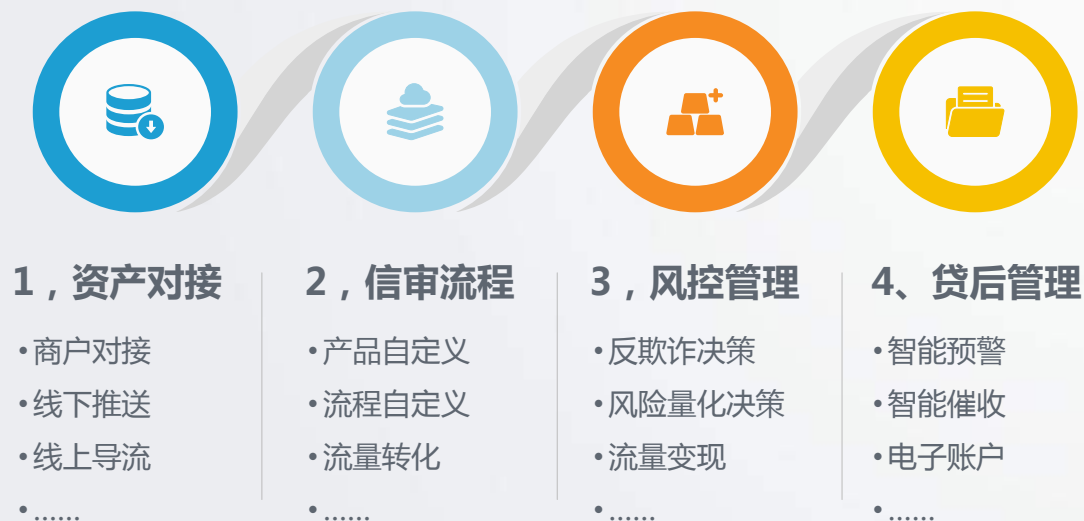 1，资产对接
•商户对接
•线下推送
•线上导流
•......
2，信审流程
•产品自定义
•流程自定义
•流量转化
•......
3，风控管理
•反欺诈决策
•风险量化决策
•流量变现
•......
4、贷后管理
•智能预警
•智能催收
•电子账户
•......